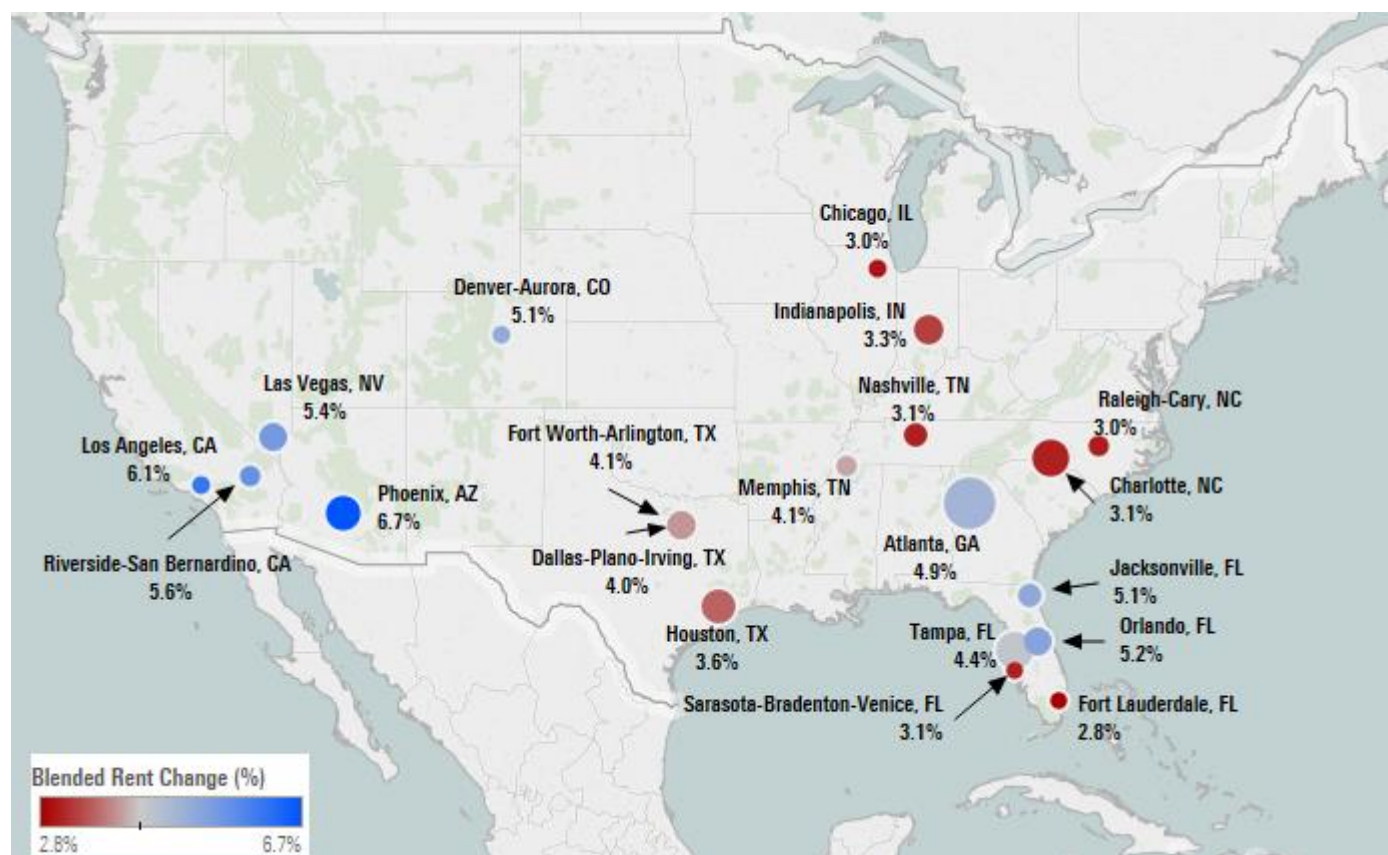 Chicago, IL
3.0%
Denver-Aurora, CO
5.1%
Indianapolis, IN
3.3%
Las Vegas, NV
5.4%
Nashville, TN
3.1%
Raleigh-Cary, NC
3.0%
Fort Worth-Arlington, TX
4.1%
Los Angeles, CA
6.1%
Memphis, TN
4.1%
Charlotte, NC
3.1%
Phoenix, AZ
6.7%
Riverside-San Bernardino, CA
5.6%
Dallas-Plano-Irving, TX
4.0%
Atlanta, GA
4.9%
Jacksonville, FL
5.1%
Houston, TX
3.6%
Tampa, FL
4.4%
Orlando, FL
5.2%
Sarasota-Bradenton-Venice, FL
3.1%
Fort Lauderdale, FL
2.8%
Blended Rent Change (%)
2.8% 6.7%